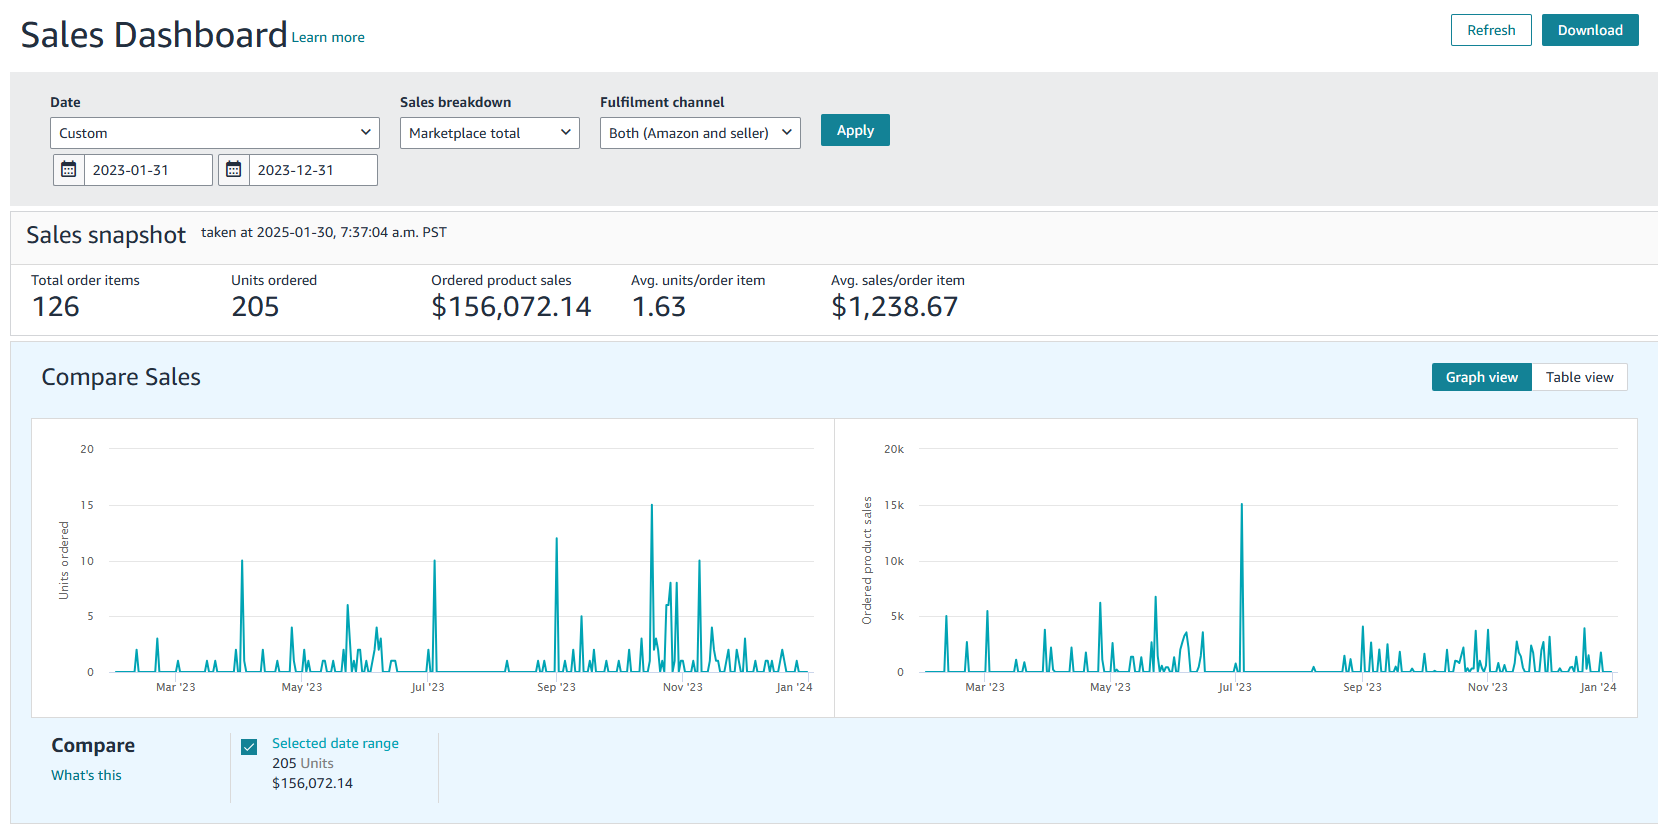 Sales Dashboard Learn more
Refresh Download
Date Sales breakdown Fulfilment channel
Custom Marketplace total Both (Amazon and seller) Apply
2023-01-31 2023-12-31
Sales snapshot taken at 2025-01-30, 7:37:04 a.m. PST
Total order items Units ordered Ordered product sales Avg. units/order item Avg. sales/order item
126 205 $156,072.14 1.63 $1,238.67
Compare Sales
Graph view Table view
Units ordered
20
15
10
5
0
Mar '23 May '23 Jul '23 Sep '23 Nov '23 Jan '24
Ordered product sales
20k
15k
10k
5k
0
Mar '23 May '23 Jul '23 Sep '23 Nov '23 Jan '24
Compare
What's this
Selected date range
205 Units
$156,072.14